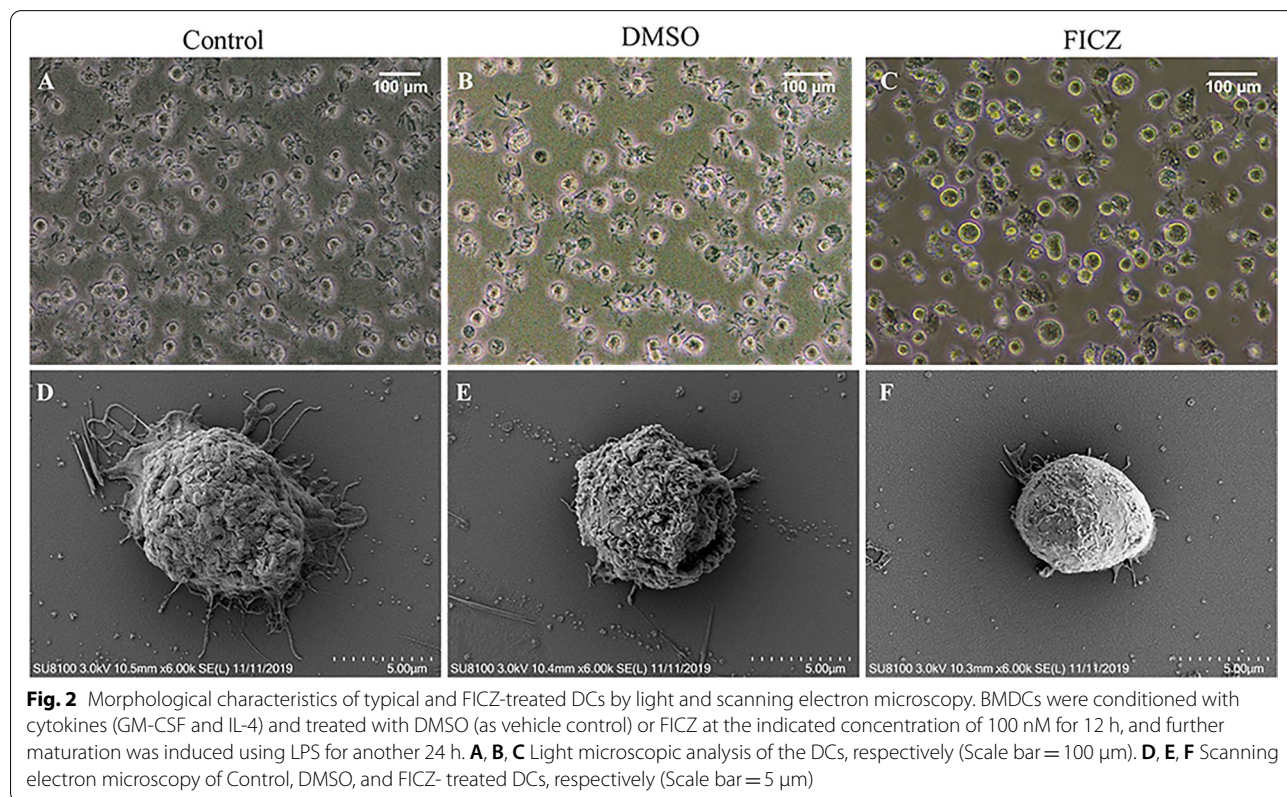 Control DMSO FICZ
A B C
100 μm 100 μm 100 μm
D E F
SU8100 3.0kV 10.5mm x6.00k SE(L) 11/11/2019 5.00μm SU8100 3.0kV 10.4mm x6.00k SE(L) 11/11/2019 5.00μm SU8100 3.0kV 10.3mm x6.00k SE(L) 11/11/2019 5.00μm
Fig. 2 Morphological characteristics of typical and FICZ-treated DCs by light and scanning electron microscopy. BMDCs were conditioned with
cytokines (GM-CSF and IL-4) and treated with DMSO (as vehicle control) or FICZ at the indicated concentration of 100 nM for 12 h, and further
maturation was induced using LPS for another 24 h. A, B, C Light microscopic analysis of the DCs, respectively (Scale bar = 100 μm). D, E, F Scanning
electron microscopy of Control, DMSO, and FICZ- treated DCs, respectively (Scale bar = 5 μm)